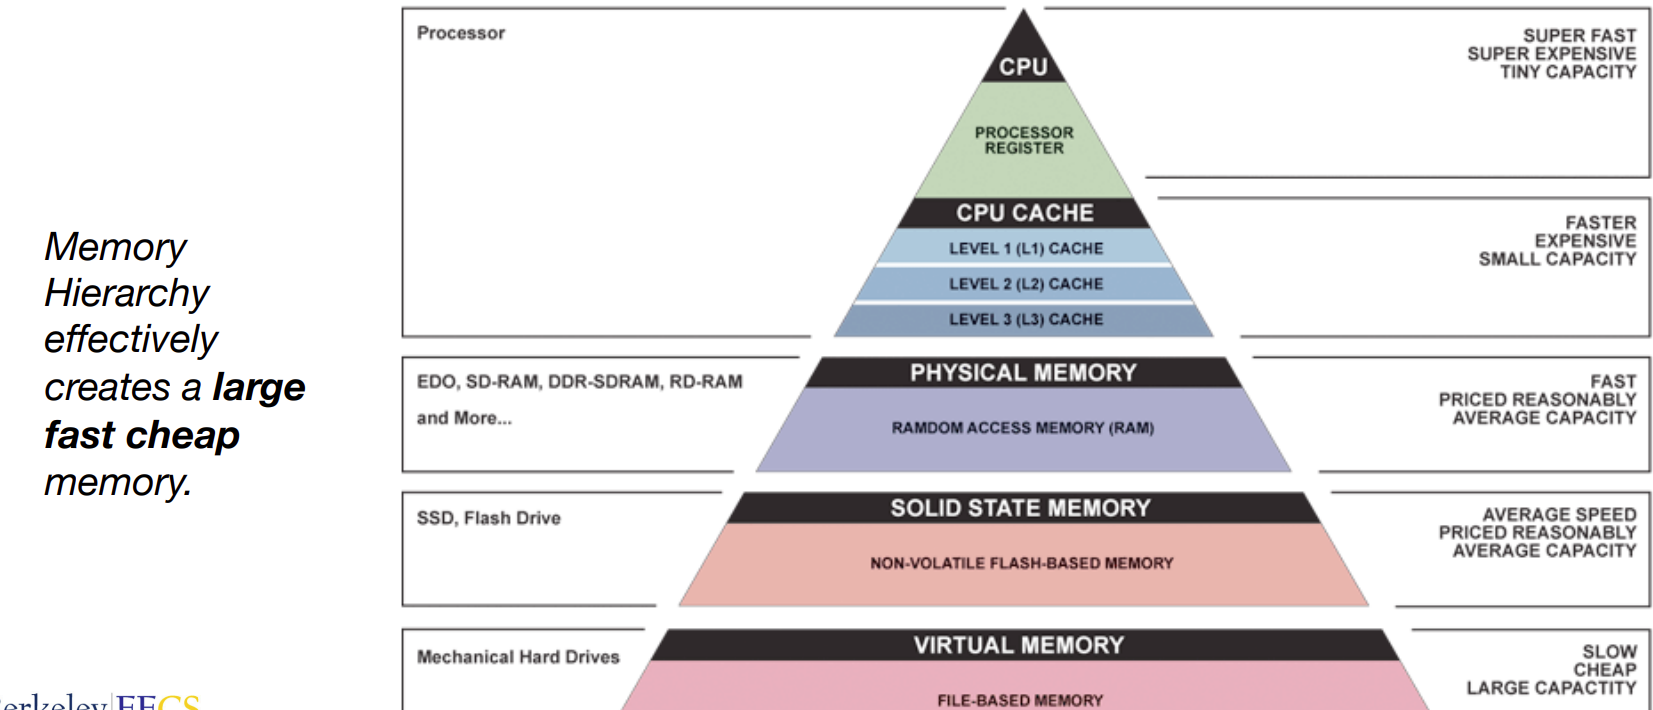 Memory
Hierarchy
effectively
creates a large
fast cheap
memory.
Processor
CPU
SUPER FAST
SUPER EXPENSIVE
TINY CAPACITY
PROCESSOR
REGISTER
CPU CACHE
LEVEL 1 (L1) CACHE
LEVEL 2 (L2) CACHE
LEVEL 3 (L3) CACHE
FASTER
EXPENSIVE
SMALL CAPACITY
EDO, SD-RAM, DDR-SDRAM, RD-RAM
and More...
PHYSICAL MEMORY
RAMDOM ACCESS MEMORY (RAM)
FAST
PRICED REASONABLY
AVERAGE CAPACITY
SSD, Flash Drive
SOLID STATE MEMORY
NON-VOLATILE FLASH-BASED MEMORY
AVERAGE SPEED
PRICED REASONABLY
AVERAGE CAPACITY
Mechanical Hard Drives
VIRTUAL MEMORY
FILE-BASED MEMORY
SLOW
CHEAP
LARGE CAPACTITY
erkeley|EECS